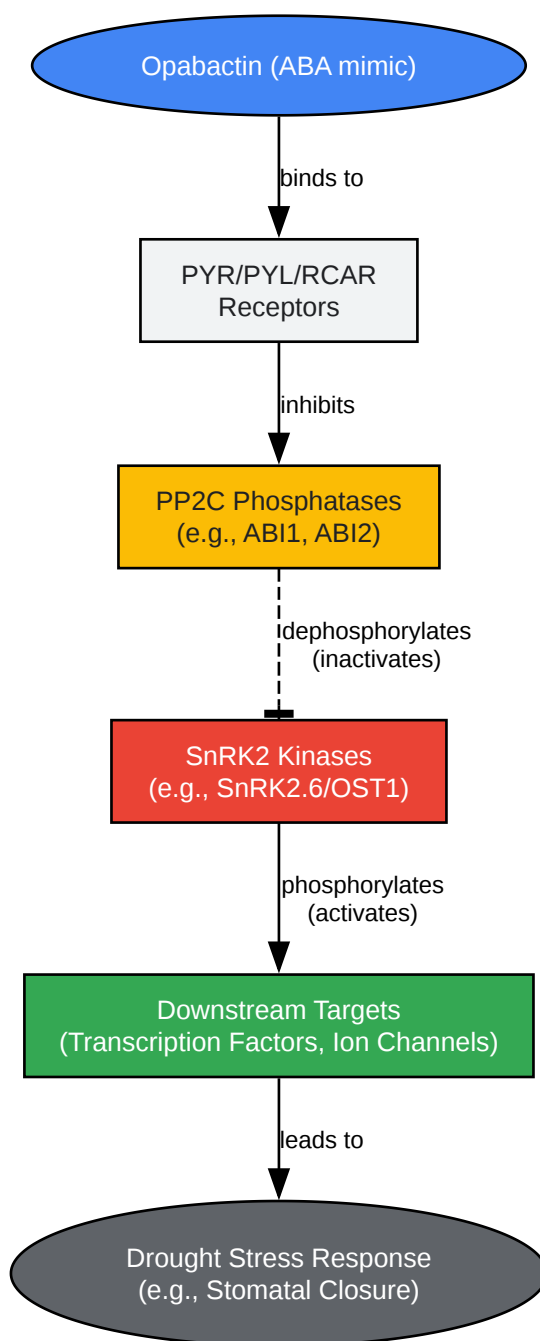 Opabactin (ABA mimic)
binds to
PYR/PYL/RCAR
Receptors
inhibits
PP2C Phosphatases
(e.g., ABI1, ABI2)
dephosphorylates
(inactivates)
SnRK2 Kinases
(e.g., SnRK2.6/OST1)
phosphorylates
(activates)
Downstream Targets
(Transcription Factors, Ion Channels)
leads to
Drought Stress Response
(e.g., Stomatal Closure)